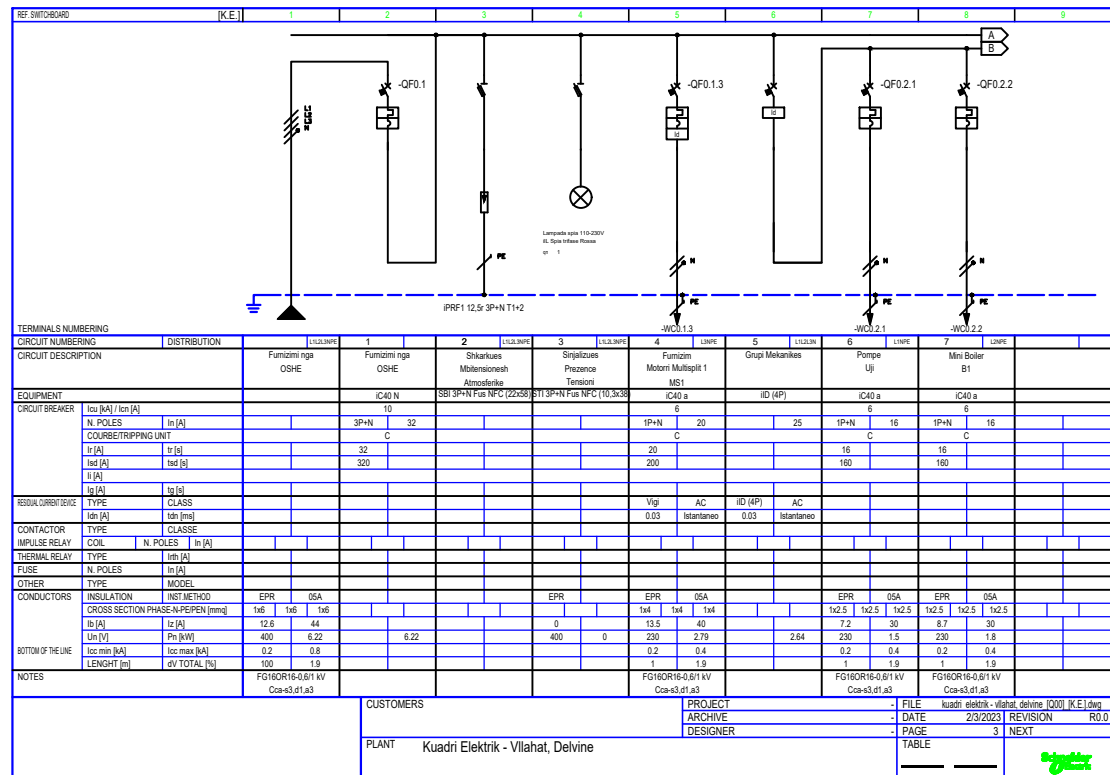 REF. SWITCHBOARD [K.E.] 1 2 3 4 5 6 7 8 9
A
B
-QF0.1 -QF0.1.3 -QF0.2.1 -QF0.2.2
Id
Id
N
Lampada spia 110-230V
iIL Spia trifase Rossa
qt 1
PE N N N
iPRF1 12,5r 3P+N T1+2
PE PE PE
TERMINALS NUMBERING -WC0.1.3 -WC0.2.1 -WC0.2.2
CIRCUIT NUMBERING DISTRIBUTION L1L2L3NPE 1 2 L1L2L3NPE 3 L1L2L3NPE 4 L3NPE 5 L1L2L3N 6 L1NPE 7 L2NPE
CIRCUIT DESCRIPTION Furnizimi nga Furnizimi nga Shkarkues Sinjalizues Furnizim Grupi Mekanikes Pompe Mini Boiler
OSHE OSHE Mbitensionesh Prezence Motorri Multisplit 1 Uji B1
Atmosferike Tensioni MS1
EQUIPMENT iC40 N SBI 3P+N Fus NFC (22x58) STI 3P+N Fus NFC (10,3x38) iC40 a iID (4P) iC40 a iC40 a
CIRCUIT BREAKER Icu [kA] / Icn [A] 10 6 6 6
N. POLES In [A] 3P+N 32 1P+N 20 25 1P+N 16 1P+N 16
COURBE/TRIPPING UNIT C C C C
Ir [A] tr [s] 32 20 16 16
Isd [A] tsd [s] 320 200 160 160
Ii [A]
Ig [A] tg [s]
RESIDUAL CURRENT DEVICE TYPE CLASS Vigi AC iID (4P) AC
Idn [A] tdn [ms] 0.03 Istantaneo 0.03 Istantaneo
CONTACTOR TYPE CLASSE
IMPULSE RELAY COIL N. POLES In [A]
THERMAL RELAY TYPE Irth [A]
FUSE N. POLES In [A]
OTHER TYPE MODEL
CONDUCTORS INSULATION INST.METHOD EPR 05A EPR EPR 05A EPR 05A EPR 05A
CROSS SECTION PHASE-N-PE/PEN [mmq] 1x6 1x6 1x6 1x4 1x4 1x4 1x2.5 1x2.5 1x2.5 1x2.5 1x2.5 1x2.5
Ib [A] Iz [A] 12.6 44 0 13.5 40 7.2 30 8.7 30
Un [V] Pn [kW] 400 6.22 6.22 400 0 230 2.79 2.64 230 1.5 230 1.8
BOTTOM OF THE LINE Icc min [kA] Icc max [kA] 0.2 0.8 0.2 0.4 0.2 0.4 0.2 0.4
LENGHT [m] dV TOTAL [%] 100 1.9 1 1.9 1 1.9 1 1.9
NOTES FG16OR16-0,6/1 kV FG16OR16-0,6/1 kV FG16OR16-0,6/1 kV FG16OR16-0,6/1 kV
Cca-s3,d1,a3 Cca-s3,d1,a3 Cca-s3,d1,a3 Cca-s3,d1,a3
CUSTOMERS PROJECT - FILE kuadri elektrik - vllahat, delvine [Q00] [K.E.].dwg
ARCHIVE - DATE 2/3/2023 REVISION R0.0
DESIGNER - PAGE 3 NEXT
PLANT Kuadri Elektrik - Vllahat, Delvine TABLE
Schneider Electric